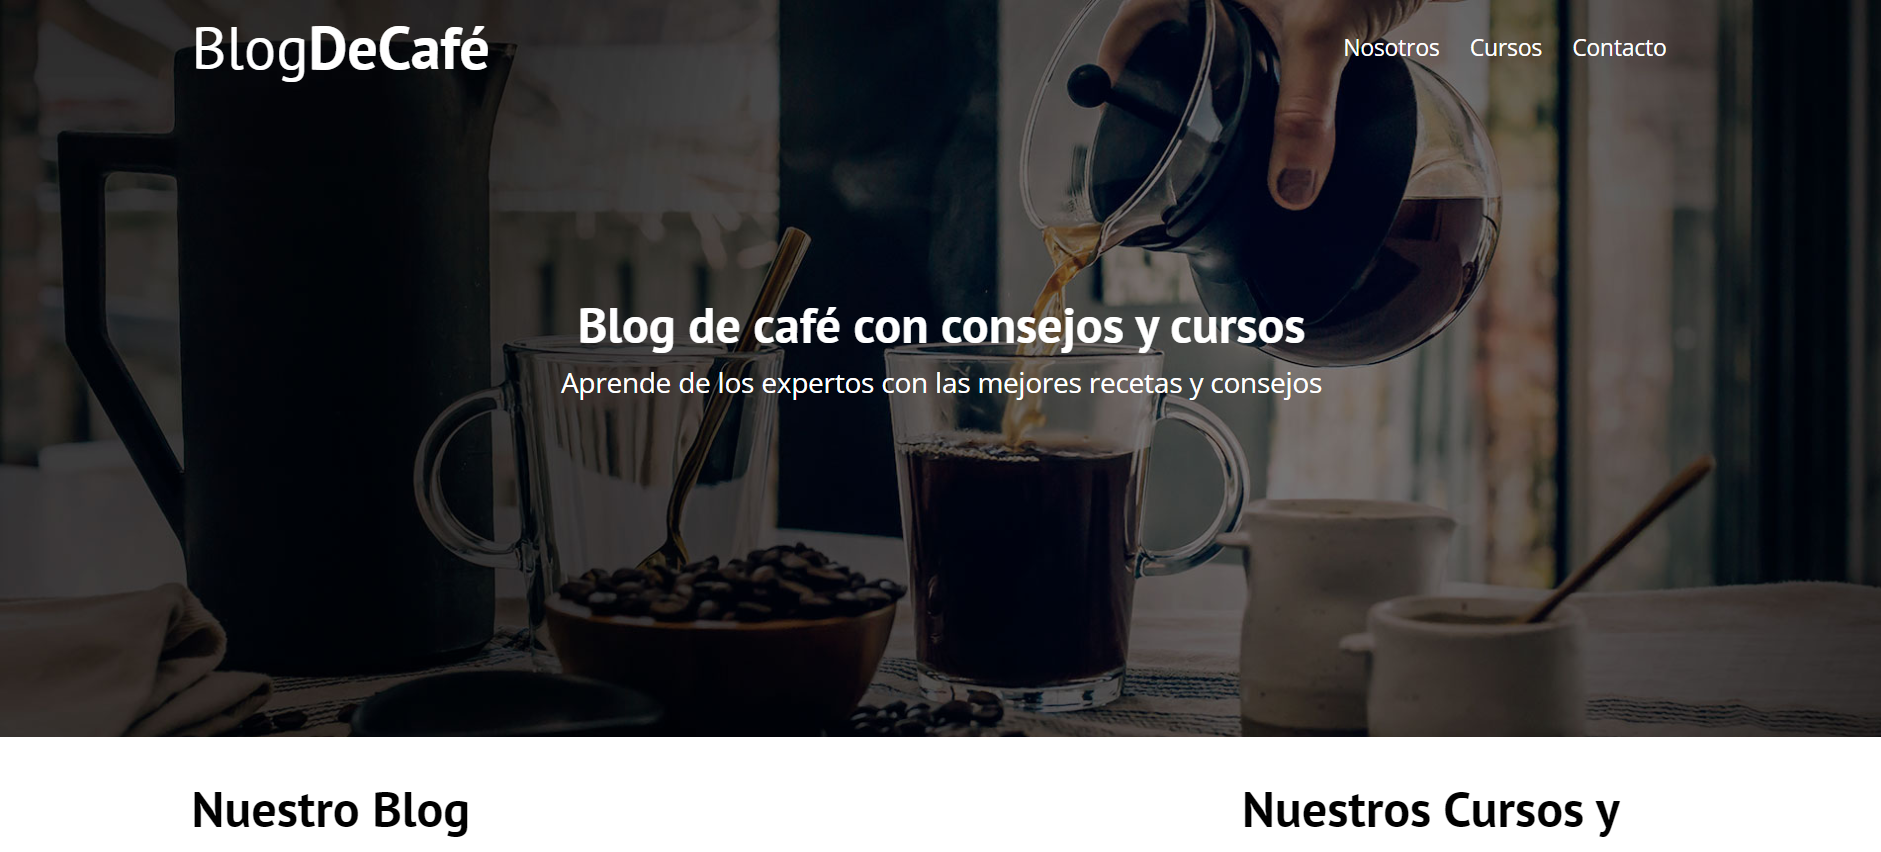 BlogDeCafé
Nosotros Cursos Contacto
Blog de café con consejos y cursos
Aprende de los expertos con las mejores recetas y consejos
Nuestro Blog
Nuestros Cursos y